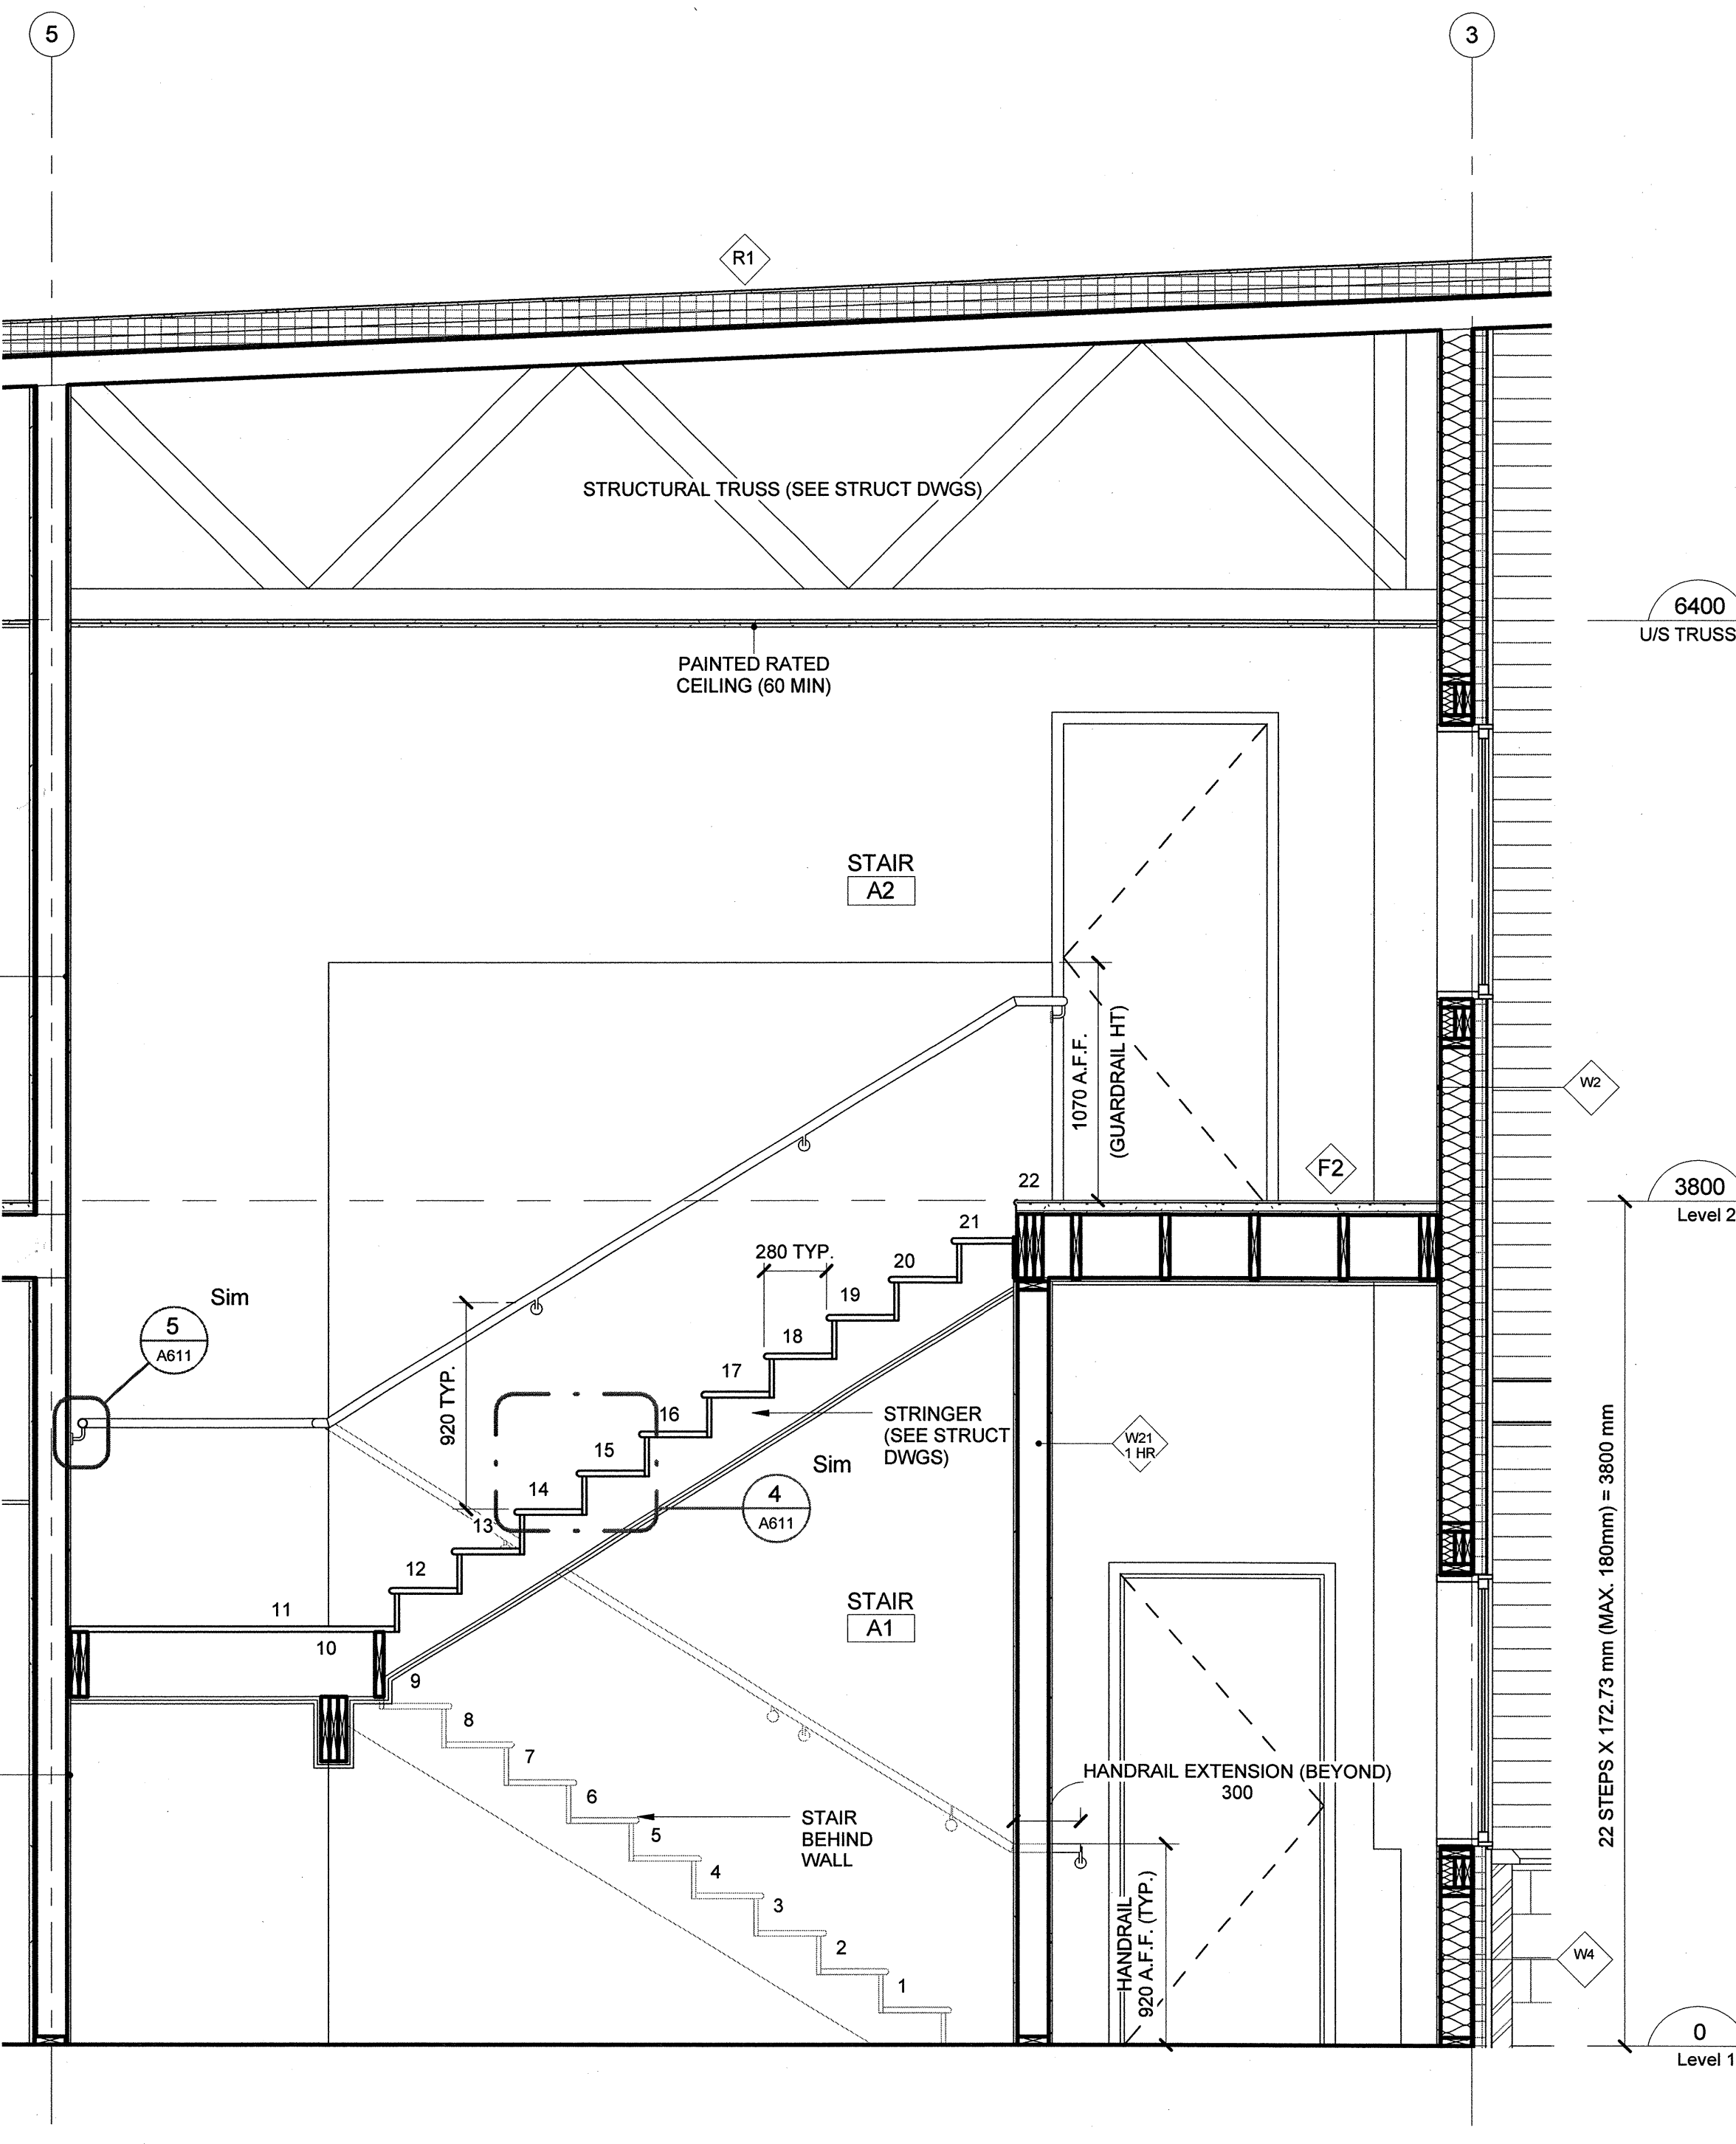 5
3
R1
STRUCTURAL TRUSS (SEE STRUCT DWGS)
6400
U/S TRUSS
PAINTED RATED
CEILING (60 MIN)
STAIR
A2
1070 A.F.F.
(GUARDRAIL HT)
W2
F2
3800
Level 2
22
21
20
19
18
17
16
15
14
13
12
11
10
9
8
7
6
5
4
3
2
1
280 TYP.
Sim
5
A611
920 TYP.
STRINGER
(SEE STRUCT
DWGS)
W21
1 HR
Sim
4
A611
STAIR
A1
22 STEPS X 172.73 mm (MAX. 180mm) = 3800 mm
HANDRAIL EXTENSION (BEYOND)
300
STAIR
BEHIND
WALL
HANDRAIL
920 A.F.F. (TYP.)
W4
0
Level 1